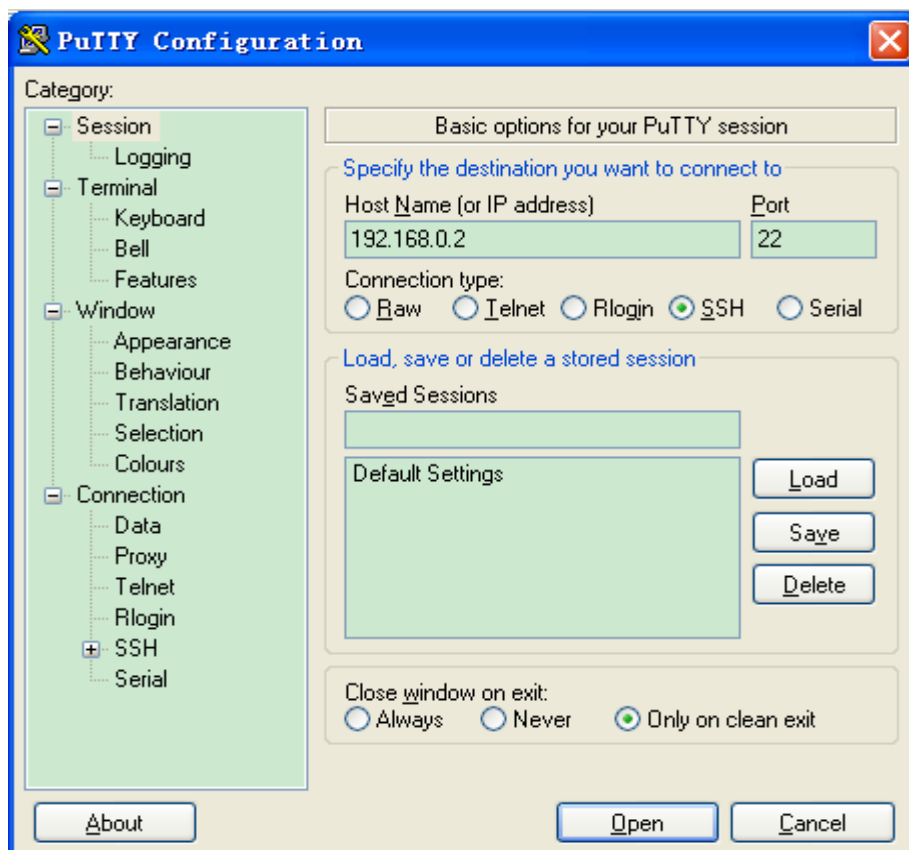 PuTTY Configuration
Category:
Session
Logging
Terminal
Keyboard
Bell
Features
Window
Appearance
Behaviour
Translation
Selection
Colours
Connection
Data
Proxy
Telnet
Rlogin
SSH
Serial
Basic options for your PuTTY session
Specify the destination you want to connect to
Host Name (or IP address) Port
192.168.0.2 22
Connection type:
Raw Telnet Rlogin SSH Serial
Load, save or delete a stored session
Saved Sessions
Default Settings
Load
Save
Delete
Close window on exit:
Always Never Only on clean exit
About Open Cancel